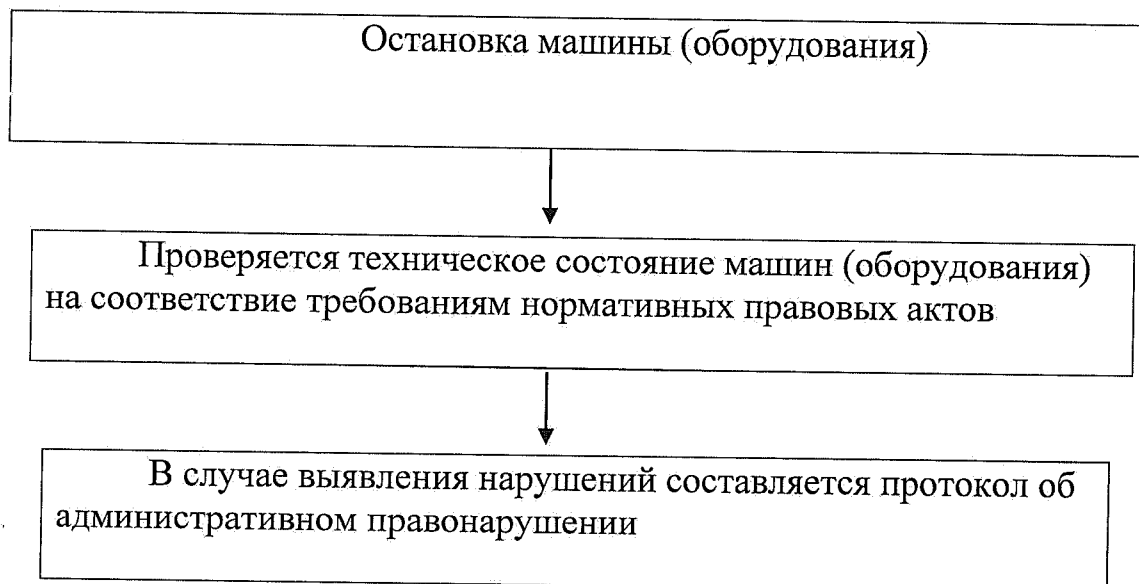 Остановка машины (оборудования)
Проверяется техническое состояние машин (оборудования)
на соответствие требованиям нормативных правовых актов
В случае выявления нарушений составляется протокол об
административном правонарушении